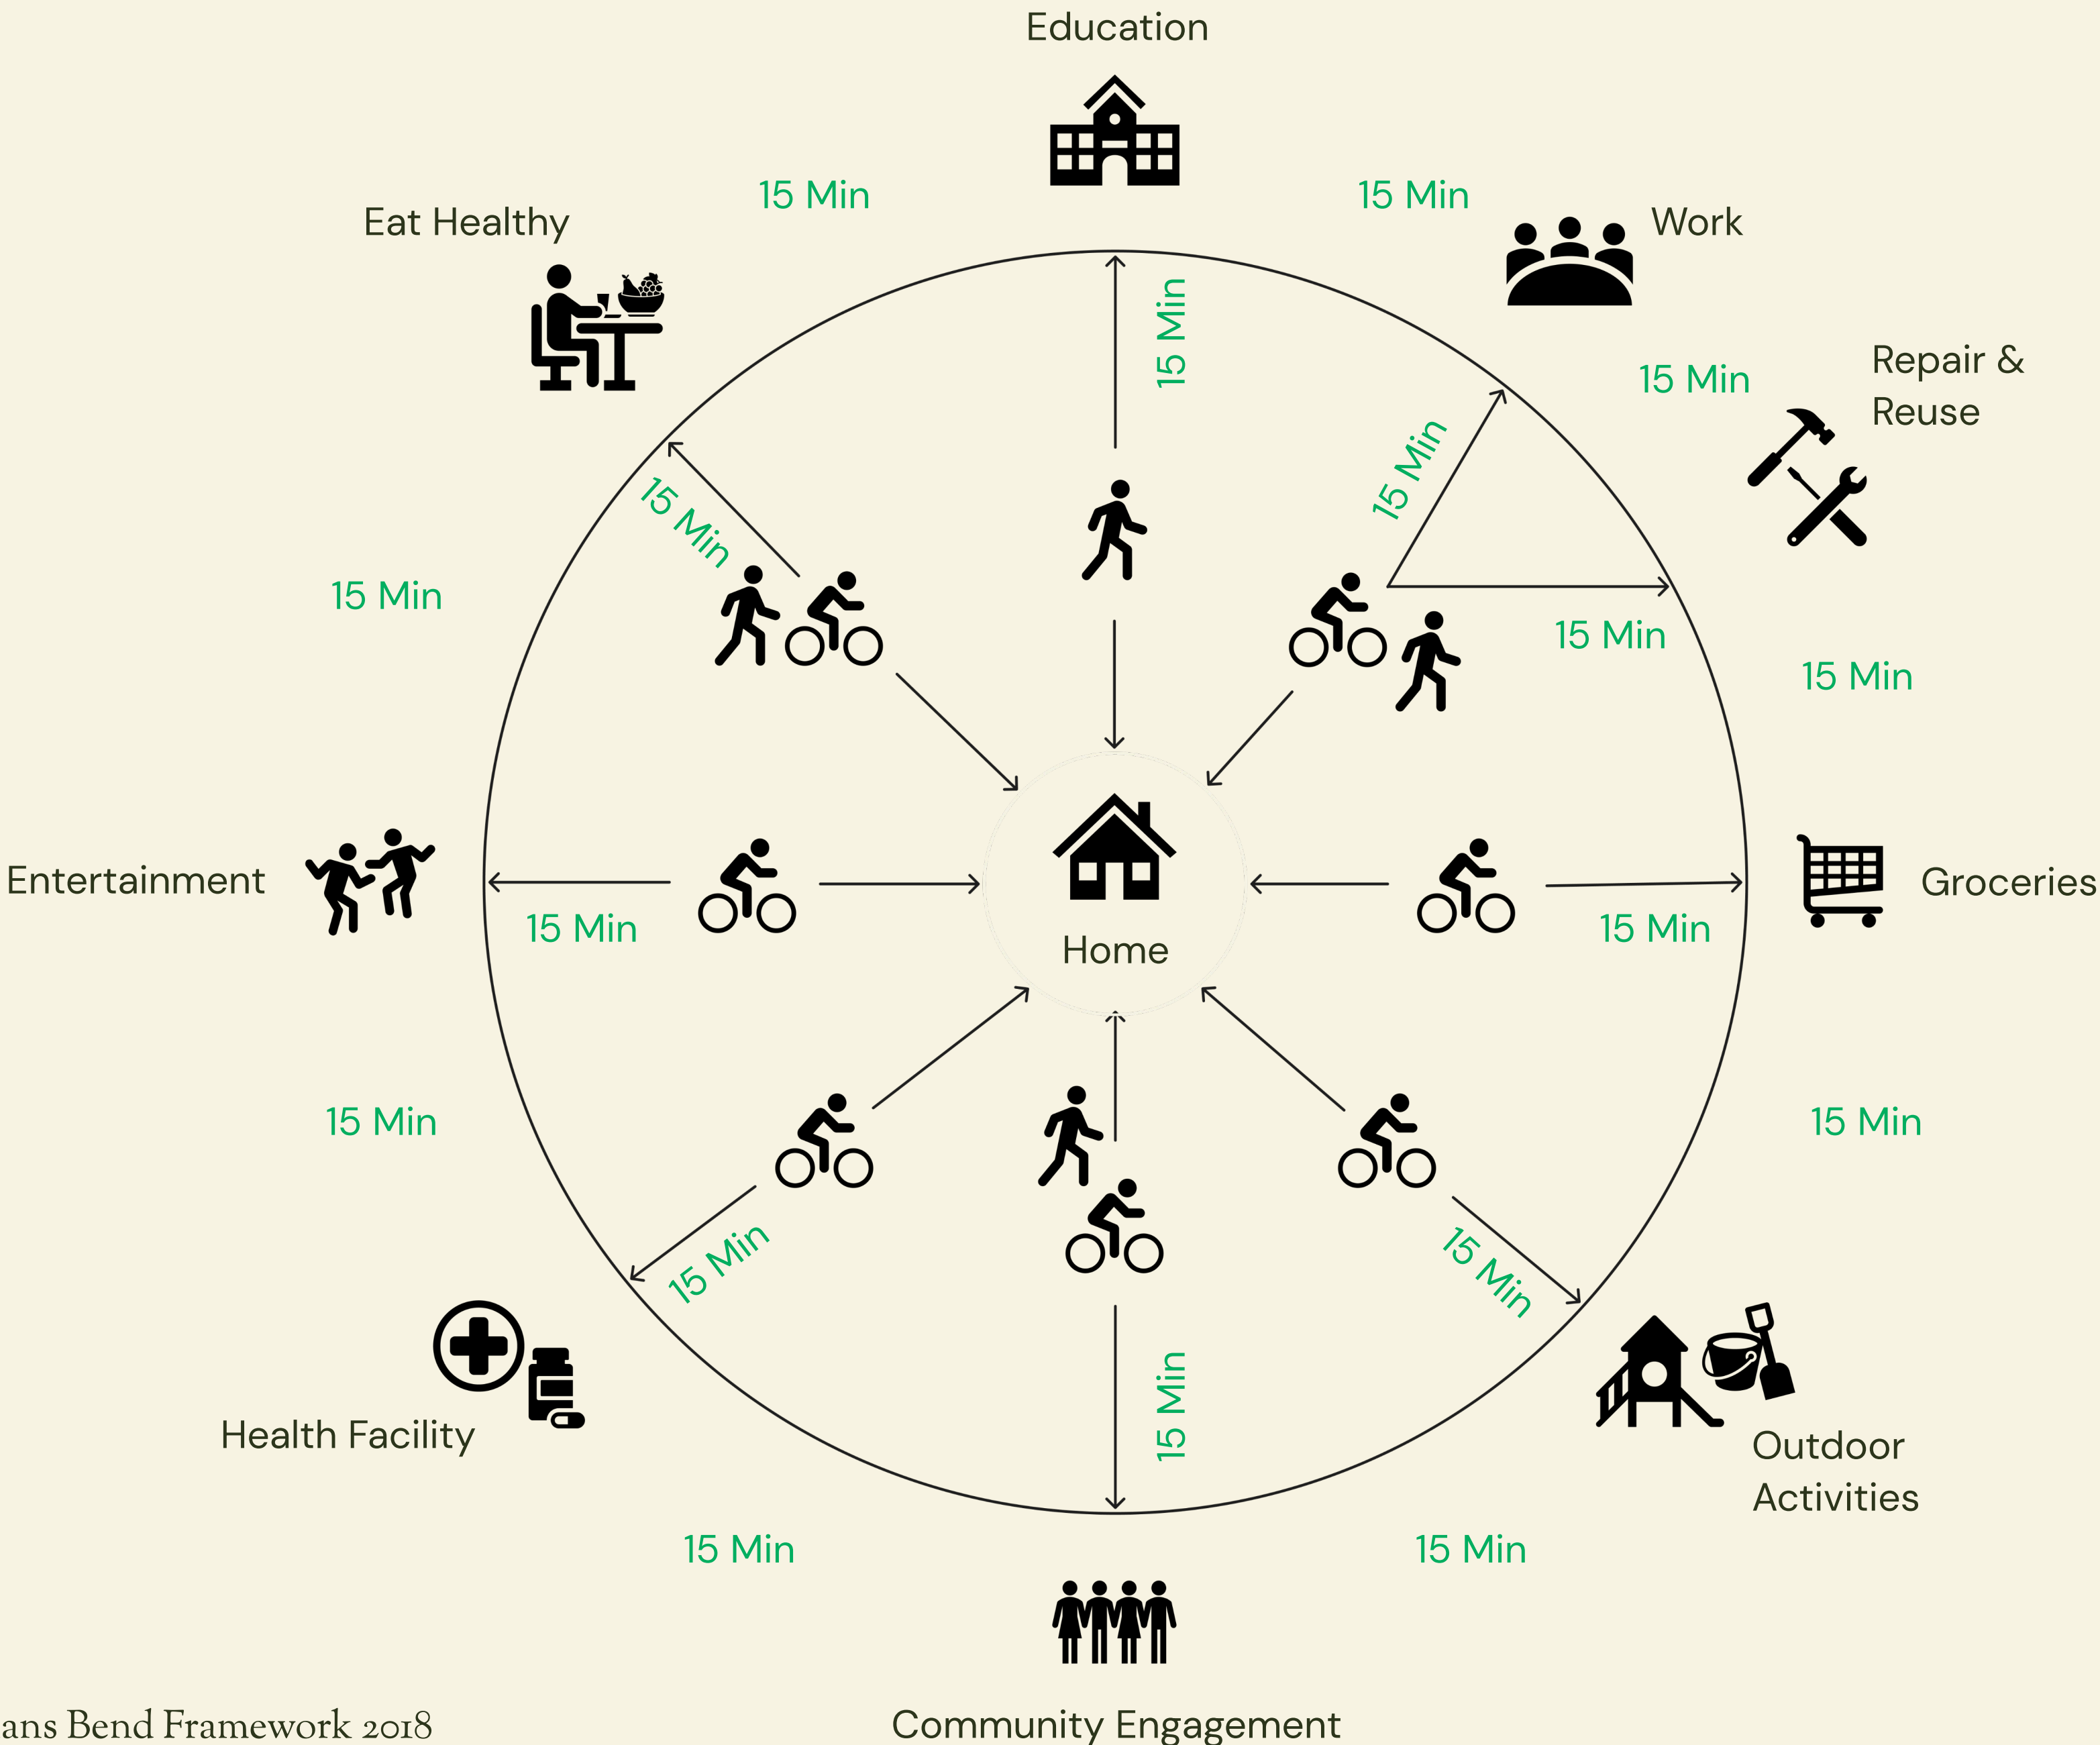 Education
15 Min
15 Min
Eat Healthy
Work
15 Min
Repair &
Reuse
15 Min
15 Min
15 Min
15 Min
15 Min
15 Min
Entertainment
Groceries
15 Min
15 Min
Home
15 Min
15 Min
15 Min
15 Min
15 Min
Health Facility
Outdoor
Activities
15 Min
15 Min
ans Bend Framework 2018
Community Engagement